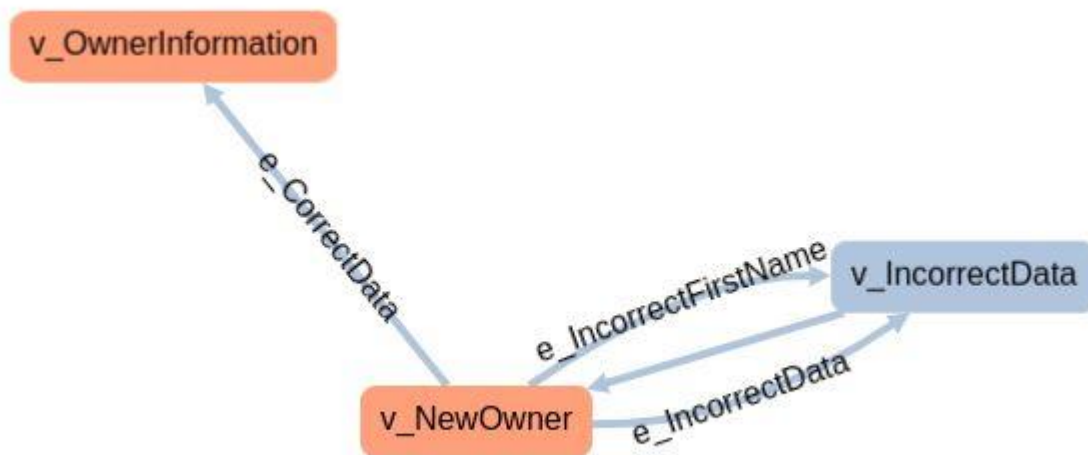 v_OwnerInformation
e_CorrectData
e_IncorrectFirstName
v_IncorrectData
e_IncorrectData
v_NewOwner